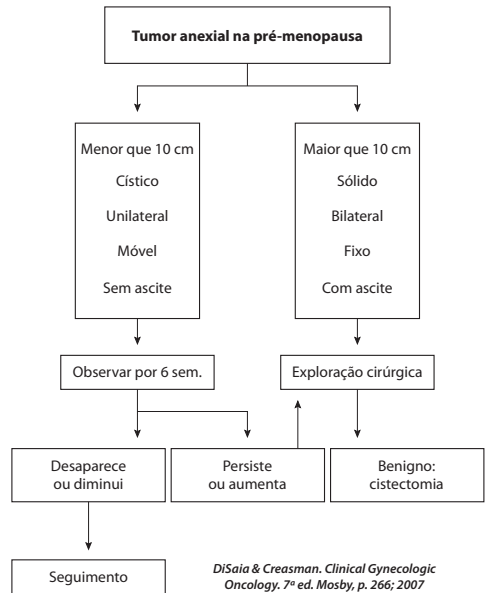 Tumor anexial na pré-menopausa
Menor que 10 cm
Cístico
Unilateral
Móvel
Sem ascite
Maior que 10 cm
Sólido
Bilateral
Fixo
Com ascite
Observar por 6 sem.
Exploração cirúrgica
Desaparece
ou diminui
Persiste
ou aumenta
Benigno:
cistectomia
Seguimento
DiSaia & Creasman. Clinical Gynecologic
Oncology. 7ª ed. Mosby, p. 266; 2007